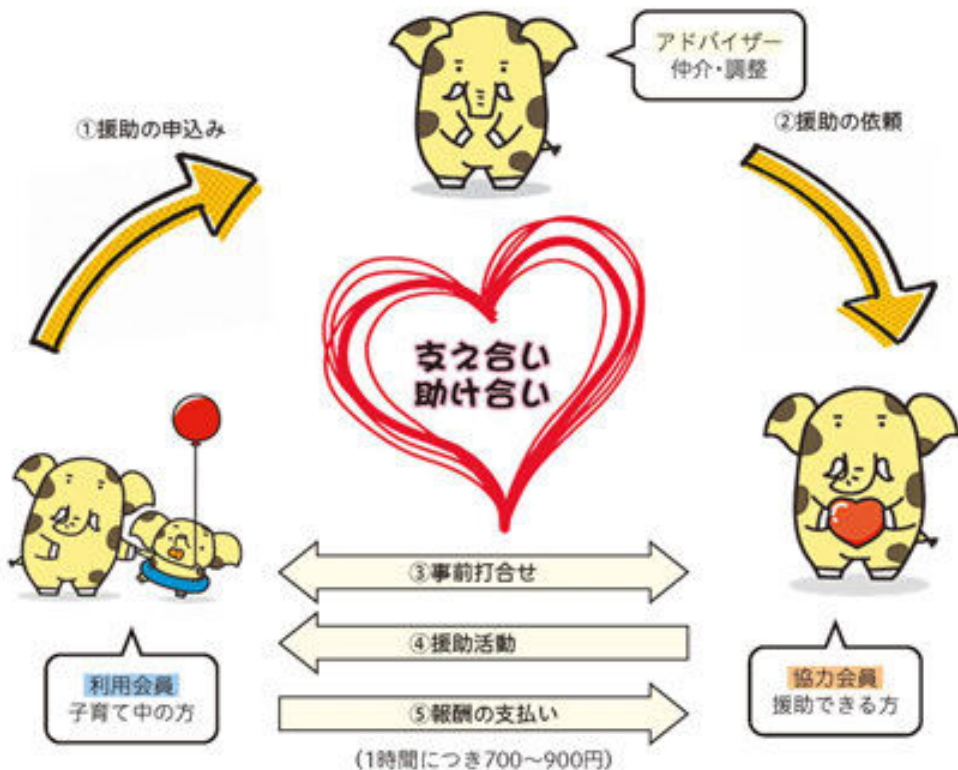 アドバイザー
仲介・調整
①援助の申込み
②援助の依頼
支え合い
助け合い
③事前打合せ
④援助活動
⑤報酬の支払い
(1時間につき700～900円)
利用会員
子育て中の方
協力会員
援助できる方